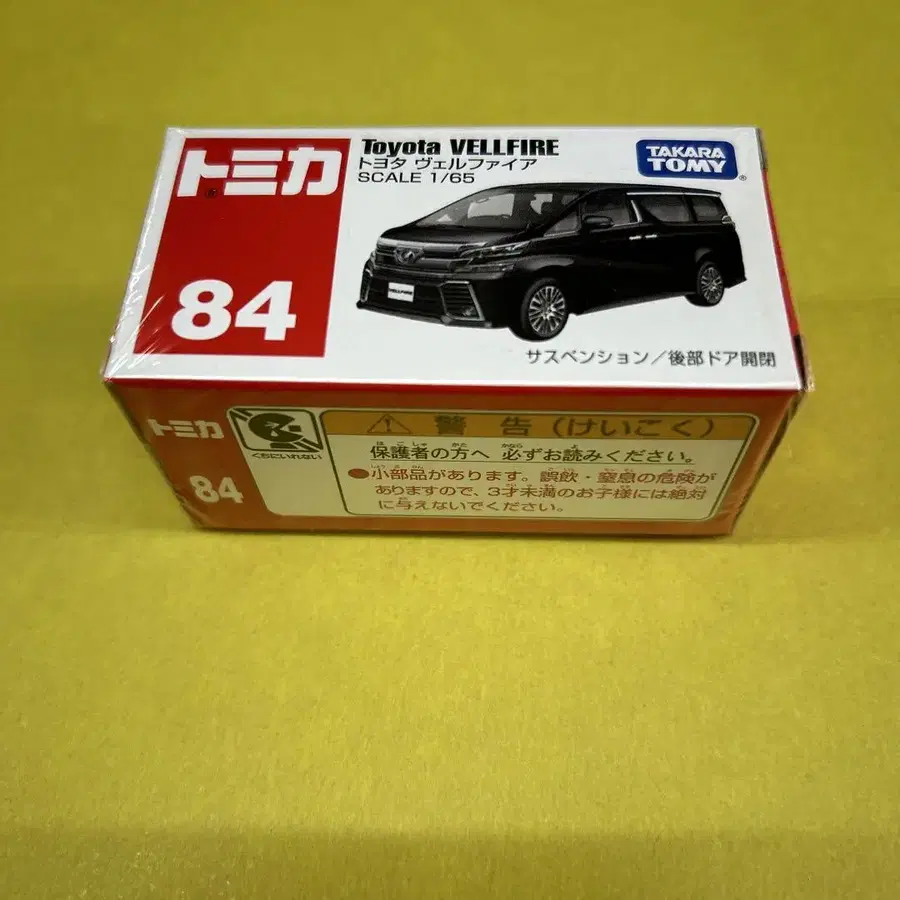 トミカ
84
Toyota VELLFIRE
トヨタ ヴェルファイア
SCALE 1/65
TAKARA
TOMY
VELLFIRE
サスペンション/後部ドア開閉
トミカ
84
くちにいれない
⚠ 警告(けいこく)
保護者の方へ 必ずお読みください。
●小部品があります。誤飲・窒息の危険が
ありますので、3才未満のお子様には絶対
に与えないでください。